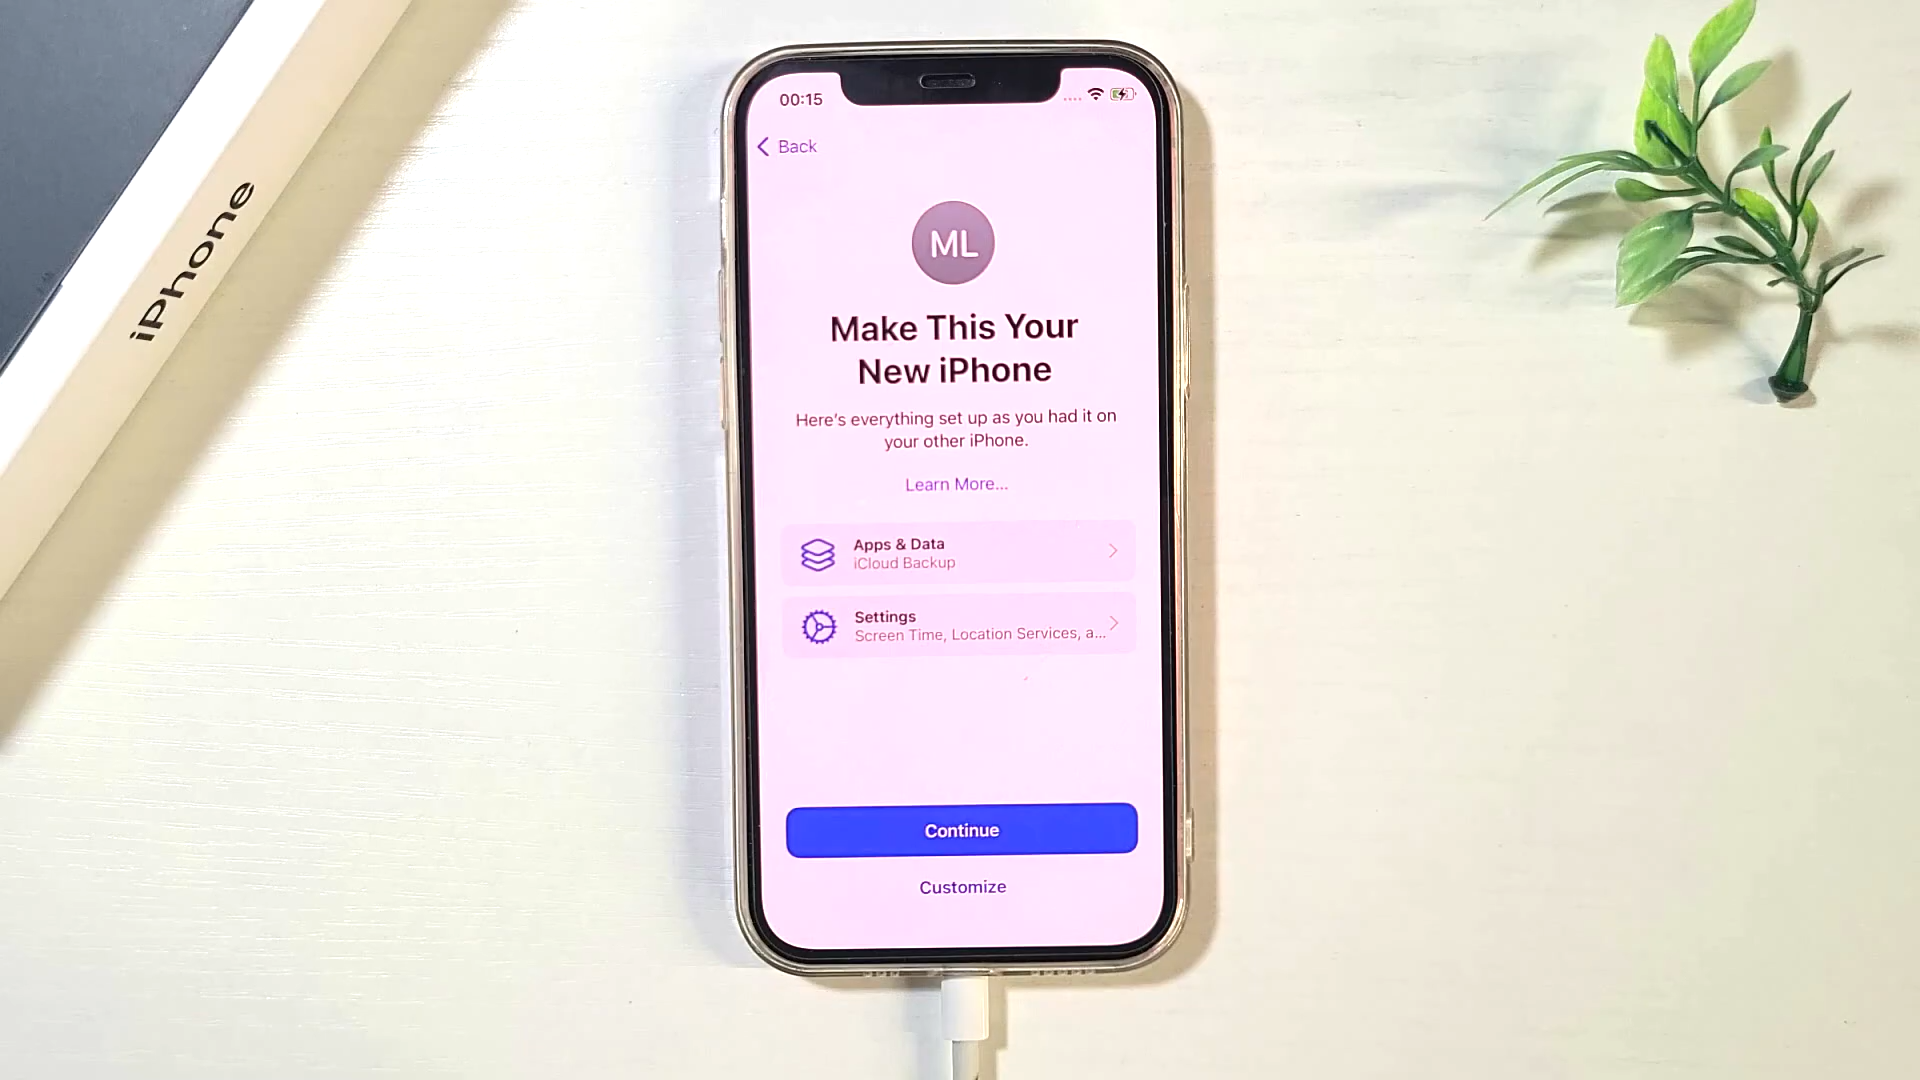 iPhone
00:15
Back
ML
Make This Your
New iPhone
Here's everything set up as you had it on
your other iPhone.
Learn More...
Apps & Data
iCloud Backup
Settings
Screen Time, Location Services, a...
Continue
Customize